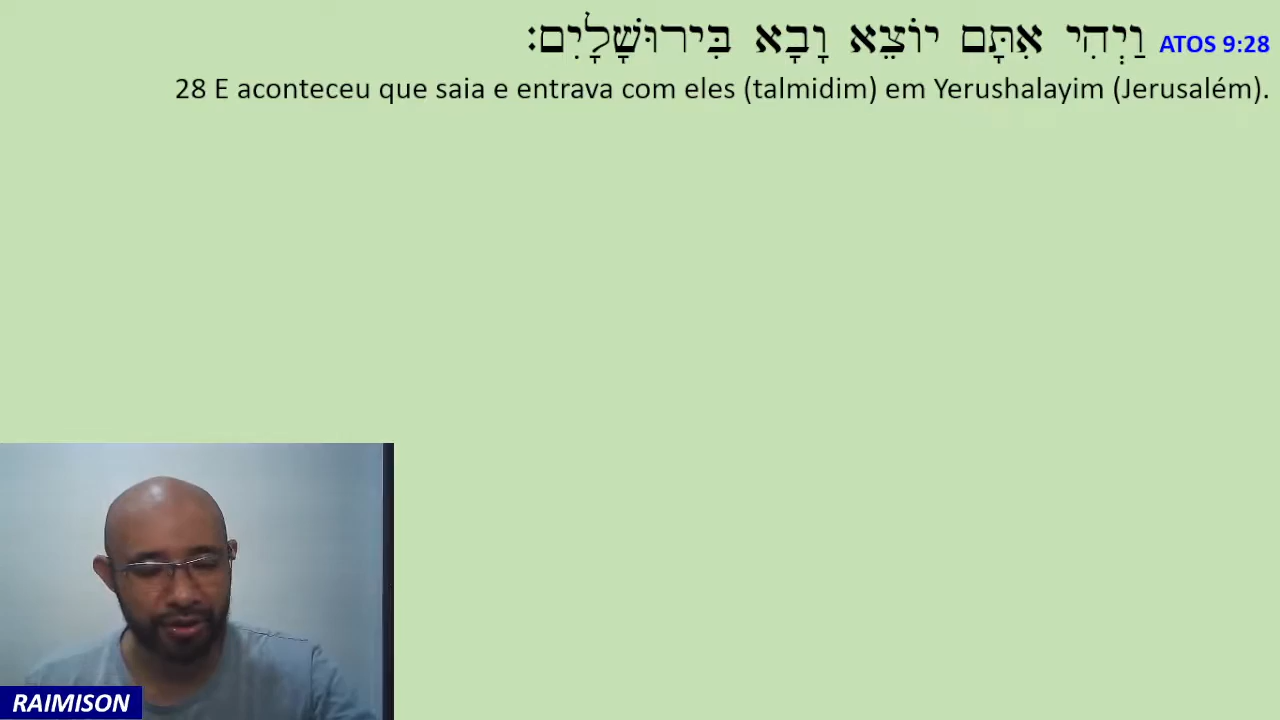 ATOS 9:28 וַיְהִי אִתָּם יוֹצֵא וָבָא בִּירוּשָׁלָיִם:
28 E aconteceu que saia e entrava com eles (talmidim) em Yerushalayim (Jerusalém).
RAIMISON